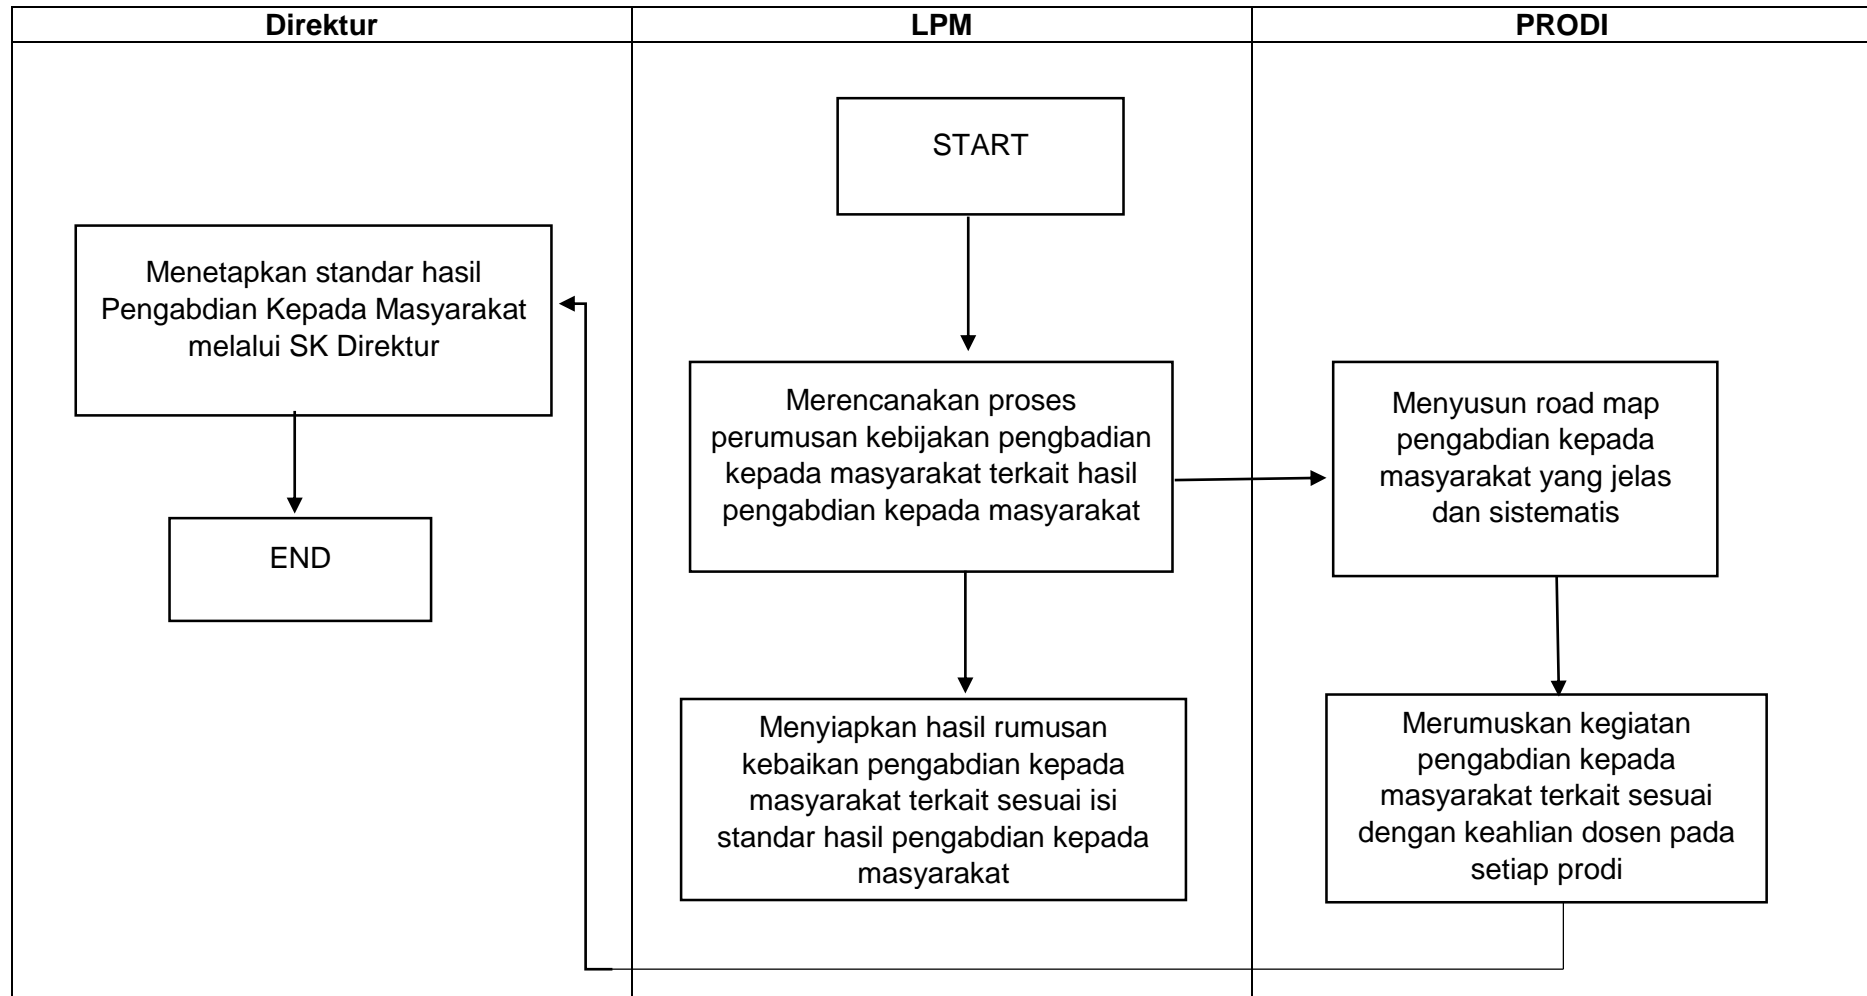 Direktur
LPM
PRODI
START
Menetapkan standar hasil
Pengabdian Kepada Masyarakat
melalui SK Direktur
END
Merencanakan proses
perumusan kebijakan pengbadian
kepada masyarakat terkait hasil
pengabdian kepada masyarakat
Menyusun road map
pengabdian kepada
masyarakat yang jelas
dan sistematis
Menyiapkan hasil rumusan
kebaikan pengabdian kepada
masyarakat terkait sesuai isi
standar hasil pengabdian kepada
masyarakat
Merumuskan kegiatan
pengabdian kepada
masyarakat terkait sesuai
dengan keahlian dosen pada
setiap prodi